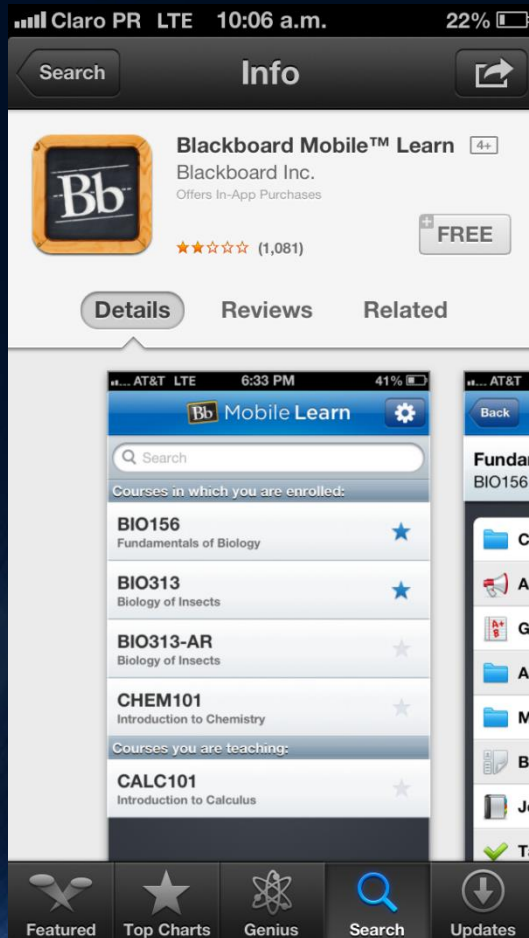 Claro PR LTE 10:06 a.m. 22%
Search Info
Bb
Blackboard Mobile™ Learn 4+
Blackboard Inc.
Offers In-App Purchases
(1,081)
FREE
Details Reviews Related
AT&T LTE 6:33 PM 41%
Bb Mobile Learn
Search
Courses in which you are enrolled:
BIO156
Fundamentals of Biology
BIO313
Biology of Insects
BIO313-AR
Biology of Insects
CHEM101
Introduction to Chemistry
Courses you are teaching:
CALC101
Introduction to Calculus
AT&T
Back
BIO156
A+
B
Featured Top Charts Genius Search Updates